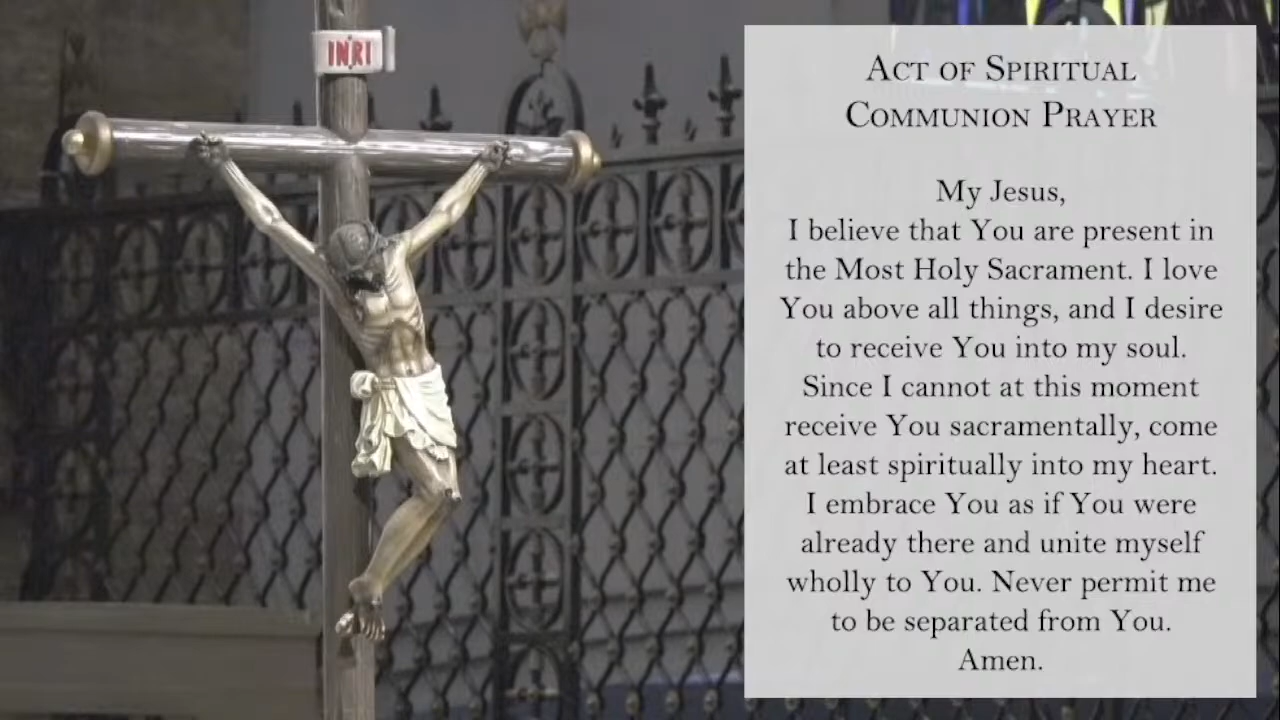 INRI
Act of Spiritual
Communion Prayer
My Jesus,
I believe that You are present in
the Most Holy Sacrament. I love
You above all things, and I desire
to receive You into my soul.
Since I cannot at this moment
receive You sacramentally, come
at least spiritually into my heart.
I embrace You as if You were
already there and unite myself
wholly to You. Never permit me
to be separated from You.
Amen.